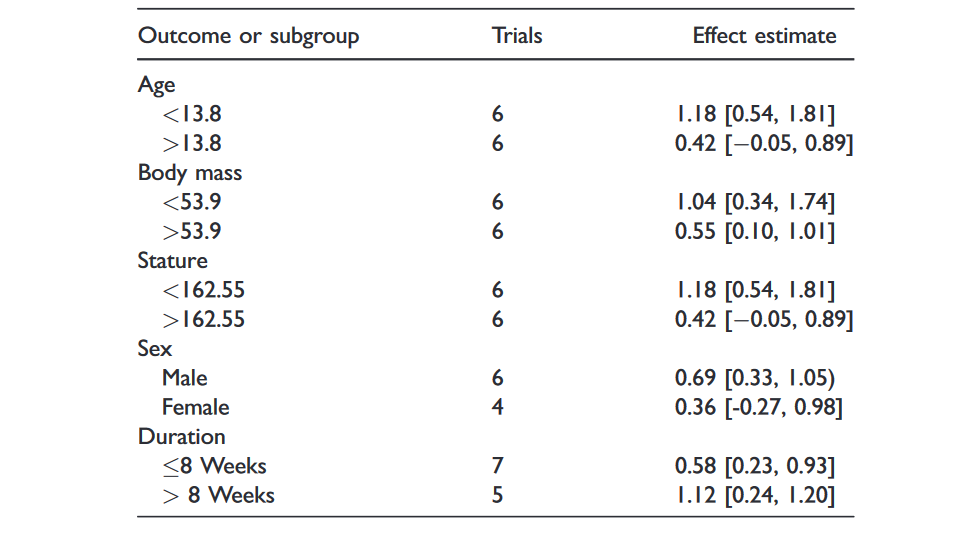 Outcome or subgroup Trials Effect estimate
Age
<13.8 6 1.18 [0.54, 1.81]
>13.8 6 0.42 [−0.05, 0.89]
Body mass
<53.9 6 1.04 [0.34, 1.74]
>53.9 6 0.55 [0.10, 1.01]
Stature
<162.55 6 1.18 [0.54, 1.81]
>162.55 6 0.42 [−0.05, 0.89]
Sex
Male 6 0.69 [0.33, 1.05)
Female 4 0.36 [-0.27, 0.98]
Duration
≤8 Weeks 7 0.58 [0.23, 0.93]
> 8 Weeks 5 1.12 [0.24, 1.20]